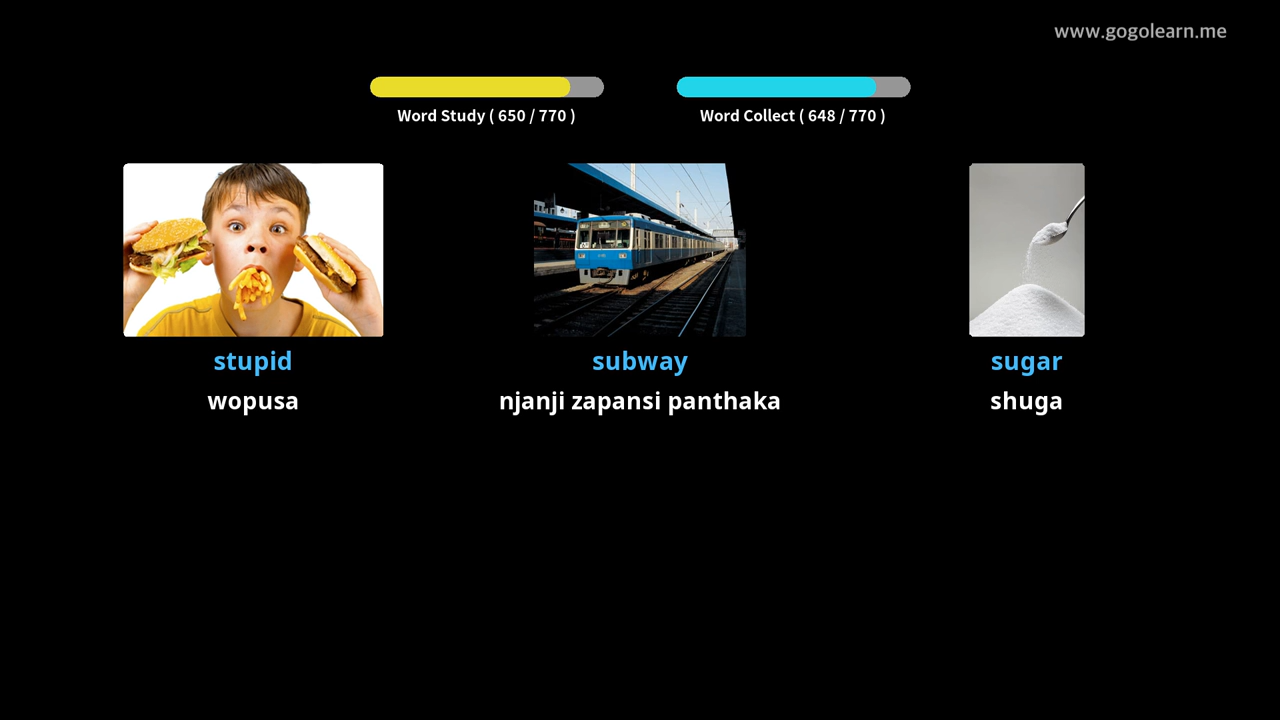 www.gogolearn.me
Word Study ( 650 / 770 )
Word Collect ( 648 / 770 )
stupid
wopusa
subway
njanji zapansi panthaka
sugar
shuga